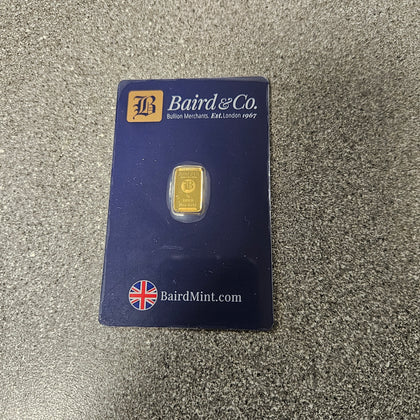 B
Baird & Co.
Bullion Merchants. Est. London 1967
BairdMint.com